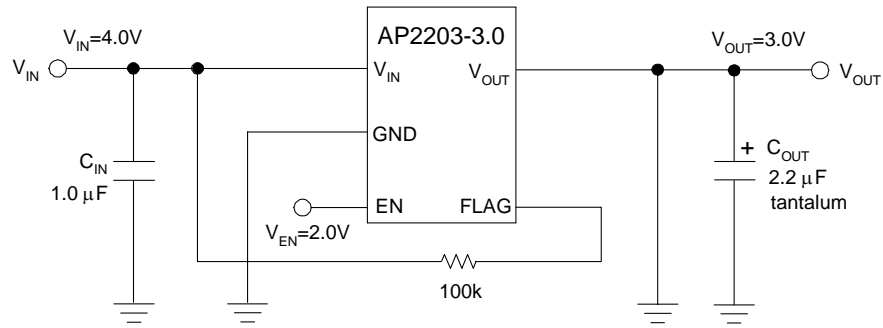 AP2203-3.0
V_IN=4.0V
V_OUT=3.0V
V_IN
V_IN
V_OUT
V_OUT
GND
C_IN
1.0 μF
+
C_OUT
2.2 μF
tantalum
EN
FLAG
V_EN=2.0V
100k